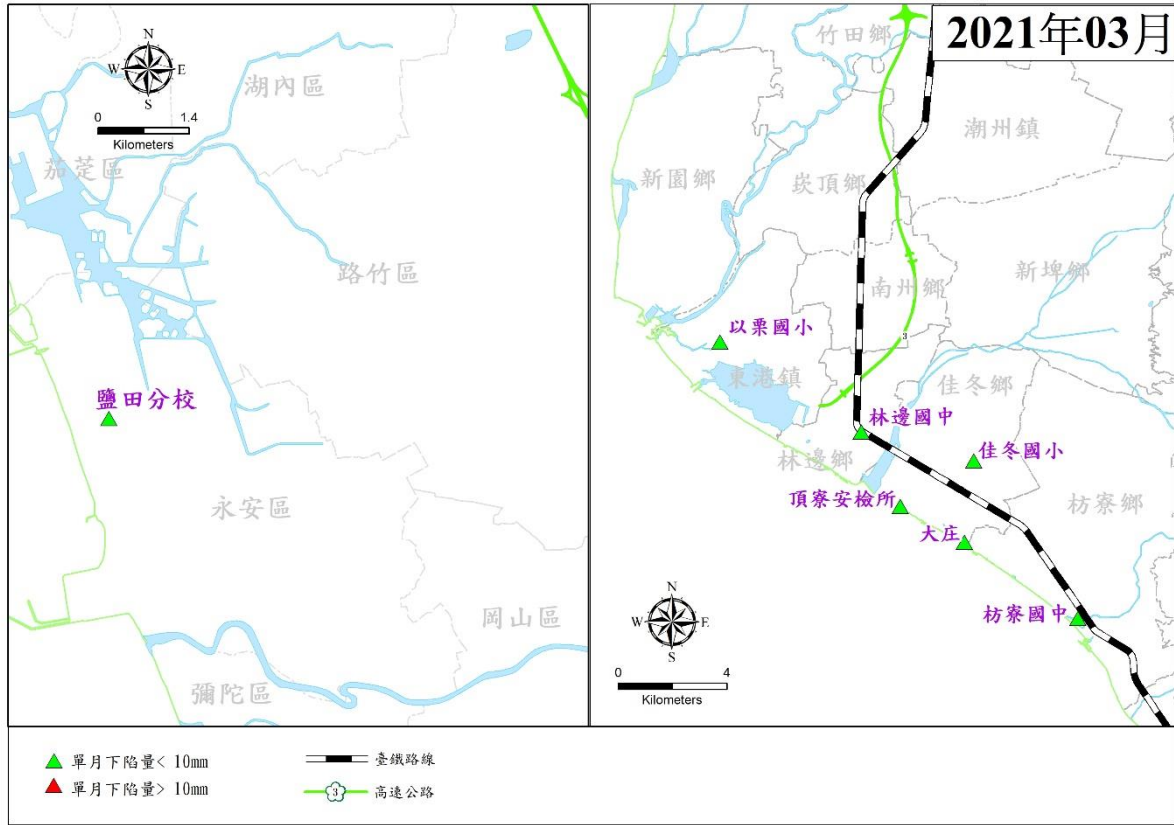 2021年03月
N
W
E
S
0
1.4
Kilometers
湖內區
茄萣區
路竹區
鹽田分校
永安區
岡山區
彌陀區
竹田鄉
潮州鎮
新園鄉
崁頂鄉
南州鄉
新埤鄉
3
以栗國小
東港鎮
佳冬鄉
林邊國中
林邊鄉
佳冬國小
頂寮安檢所
枋寮鄉
大庄
枋寮國中
N
W
E
S
0
4
Kilometers
單月下陷量< 10mm
臺鐵路線
單月下陷量> 10mm
3
高速公路